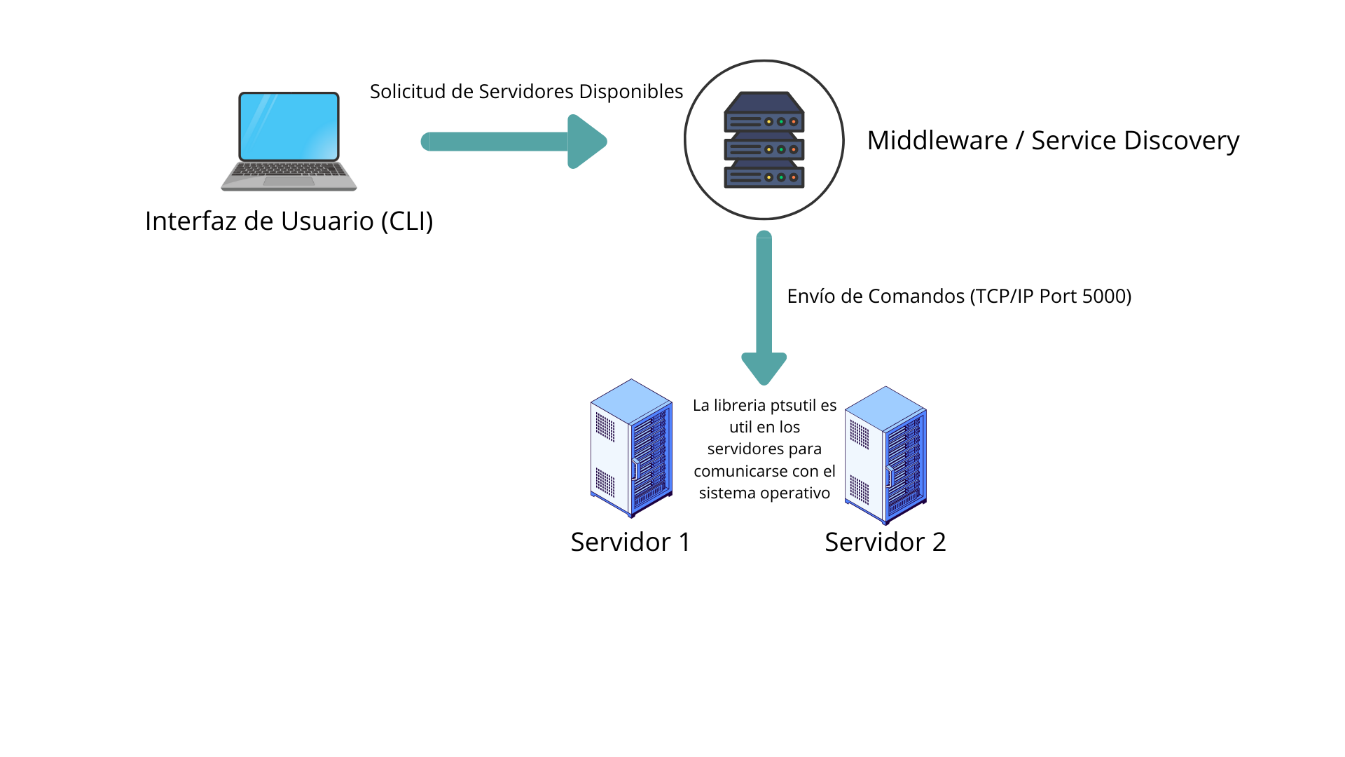 Solicitud de Servidores Disponibles
Middleware / Service Discovery
Interfaz de Usuario (CLI)
Envío de Comandos (TCP/IP Port 5000)
La libreria ptsutil es
util en los
servidores para
comunicarse con el
sistema operativo
Servidor 1
Servidor 2